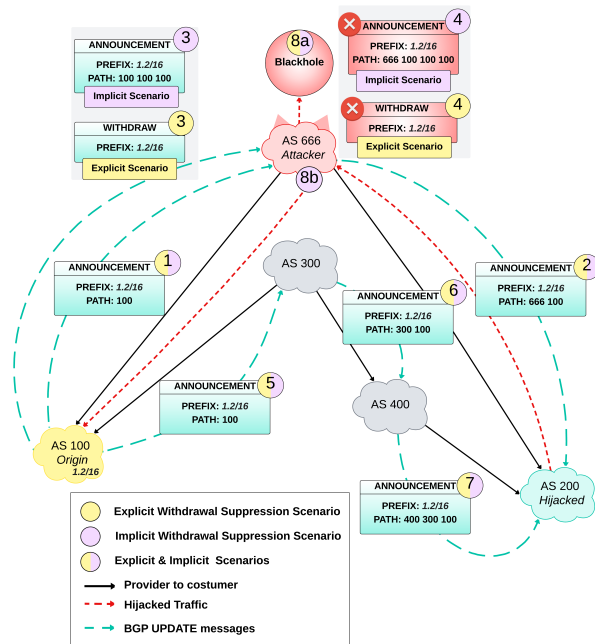 3
ANNOUNCEMENT
PREFIX: 1.2/16
PATH: 100 100 100
Implicit Scenario
3
WITHDRAW
PREFIX: 1.2/16
Explicit Scenario
8a
Blackhole
4
ANNOUNCEMENT
PREFIX: 1.2/16
PATH: 666 100 100 100
Implicit Scenario
4
WITHDRAW
PREFIX: 1.2/16
Explicit Scenario
AS 666
Attacker
8b
1
ANNOUNCEMENT
PREFIX: 1.2/16
PATH: 100
AS 300
2
ANNOUNCEMENT
PREFIX: 1.2/16
PATH: 666 100
6
ANNOUNCEMENT
PREFIX: 1.2/16
PATH: 300 100
5
ANNOUNCEMENT
PREFIX: 1.2/16
PATH: 100
AS 400
AS 100
Origin
1.2/16
7
ANNOUNCEMENT
PREFIX: 1.2/16
PATH: 400 300 100
AS 200
Hijacked
Explicit Withdrawal Suppression Scenario
Implicit Withdrawal Suppression Scenario
Explicit & Implicit Scenarios
Provider to costumer
Hijacked Traffic
BGP UPDATE messages